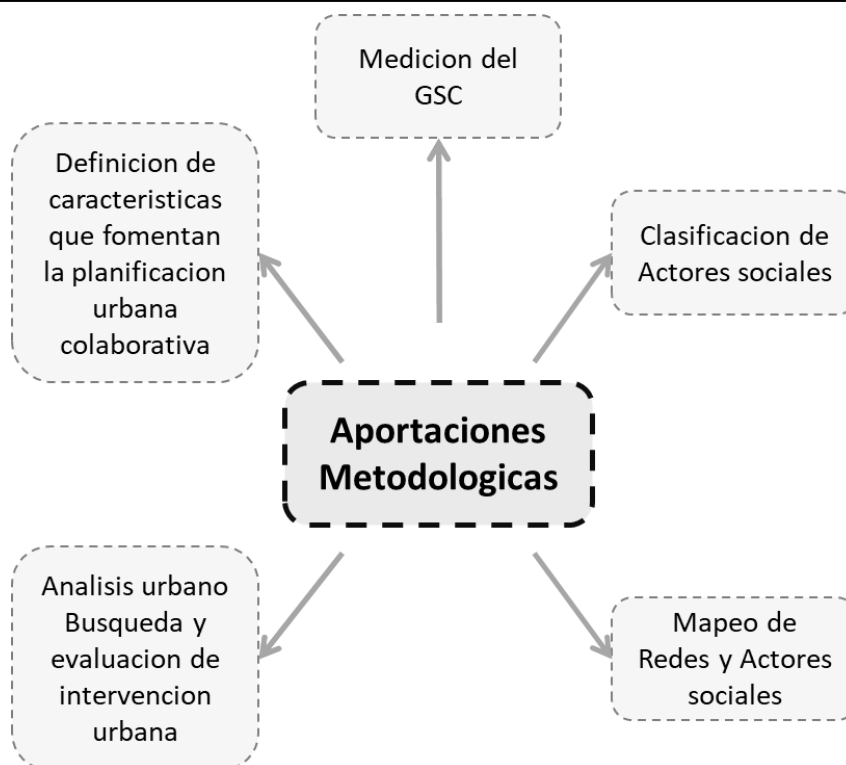 Medicion del
GSC
Definicion de
caracteristicas
que fomentan
la planificacion
urbana
colaborativa
Clasificacion de
Actores sociales
Aportaciones
Metodologicas
Analisis urbano
Busqueda y
evaluacion de
intervencion
urbana
Mapeo de
Redes y Actores
sociales